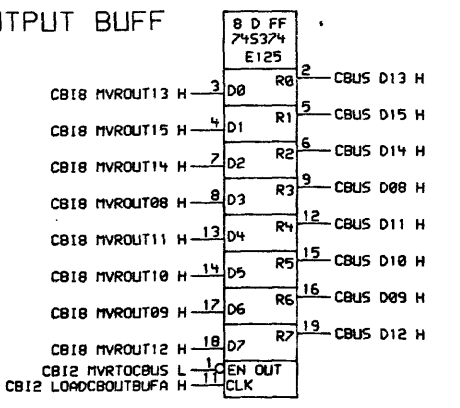 TPUT BUFF
8 D FF
74S374
E125
CBI8 MVROUT13 H 3 D0 R0 2 CBUS D13 H
CBI8 MVROUT15 H 4 D1 R1 5 CBUS D15 H
CBI8 MVROUT14 H 7 D2 R2 6 CBUS D14 H
CBI8 MVROUT08 H 8 D3 R3 9 CBUS D08 H
CBI8 MVROUT11 H 13 D4 R4 12 CBUS D11 H
CBI8 MVROUT10 H 14 D5 R5 15 CBUS D10 H
CBI8 MVROUT09 H 17 D6 R6 16 CBUS D09 H
CBI8 MVROUT12 H 18 D7 R7 19 CBUS D12 H
CBI2 MVRTOCBUS L 1 EN OUT
CBI2 LOADCBOUTBUFA H 11 CLK